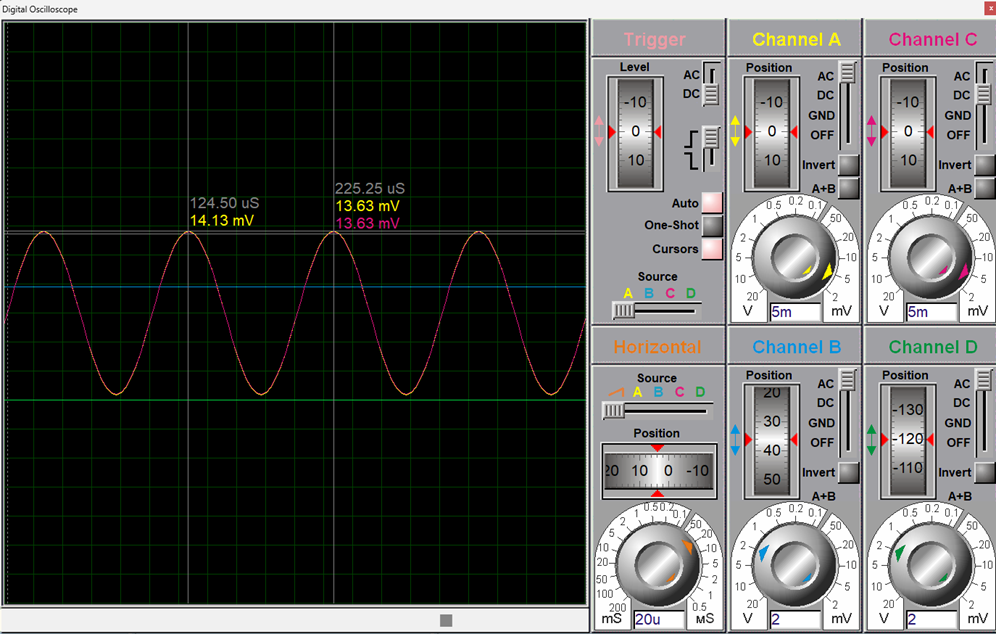 Digital Oscilloscope
x
124.50 uS
14.13 mV
225.25 uS
13.63 mV
13.63 mV
Trigger
Level
-10
0
10
AC
DC
Auto
One-Shot
Cursors
Source
A B C D
Channel A
Position
-10
0
10
AC
DC
GND
OFF
Invert
A+B
0.5 0.2 0.1
1 50
2 20
5 10
10 5
20 2
V 5m mV
Channel C
Position
-10
0
10
AC
DC
GND
OFF
Invert
A+B
0.5 0.2 0.1
1 50
2 20
5 10
10 5
20 2
V 5m mV
Horizontal
Source
A B C D
Position
20 10 0 -10
0.5 0.2 0.1
1 50
2
5 20
10 10
20 5
50 2
100 1
200 0.5
mS 20u мS
Channel B
Position
20
30
40
50
AC
DC
GND
OFF
Invert
A+B
0.5 0.2 0.1
1 50
2 20
5 10
10 5
20 2
V 2 mV
Channel D
Position
-130
-120
-110
AC
DC
GND
OFF
Invert
A+B
0.5 0.2 0.1
1 50
2 20
5 10
10 5
20 2
V 2 mV